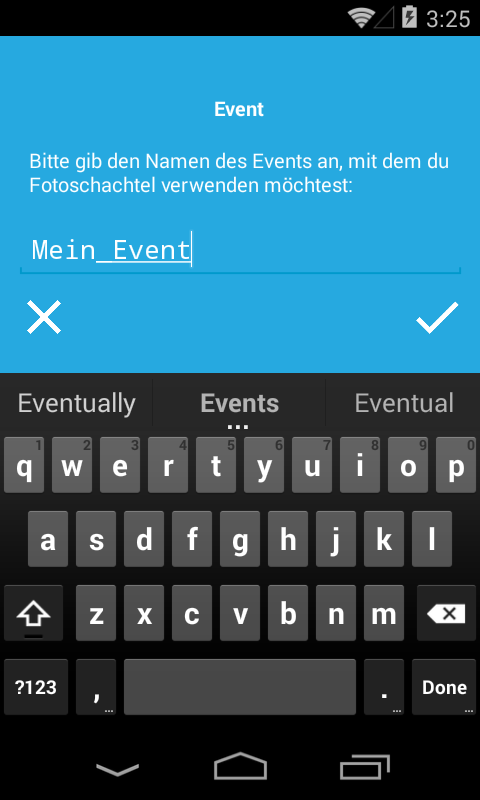 3:25
Event
Bitte gib den Namen des Events an, mit dem du
Fotoschachtel verwenden möchtest:
Mein_Event
Eventually Events Eventual
1 2 3 4 5 6 7 8 9 0
q w e r t y u i o p
a s d f g h j k l
z x c v b n m
?123 , . Done